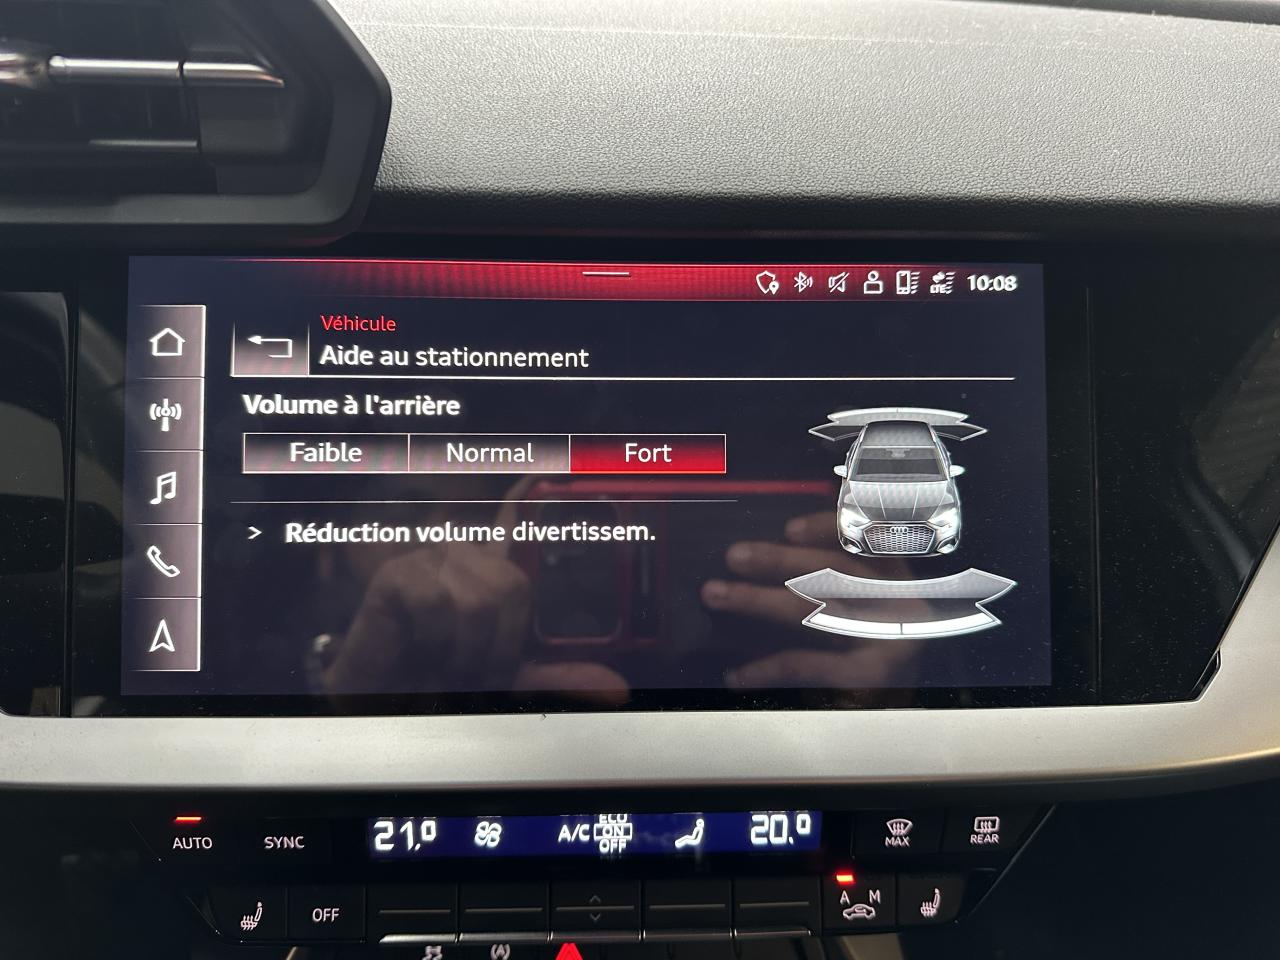 LTE 10:08
Véhicule
Aide au stationnement
Volume à l'arrière
Faible Normal Fort
> Réduction volume divertissem.
AUTO SYNC 21,0 A/C ECO ON OFF 20,0 MAX REAR
OFF A M
(A)